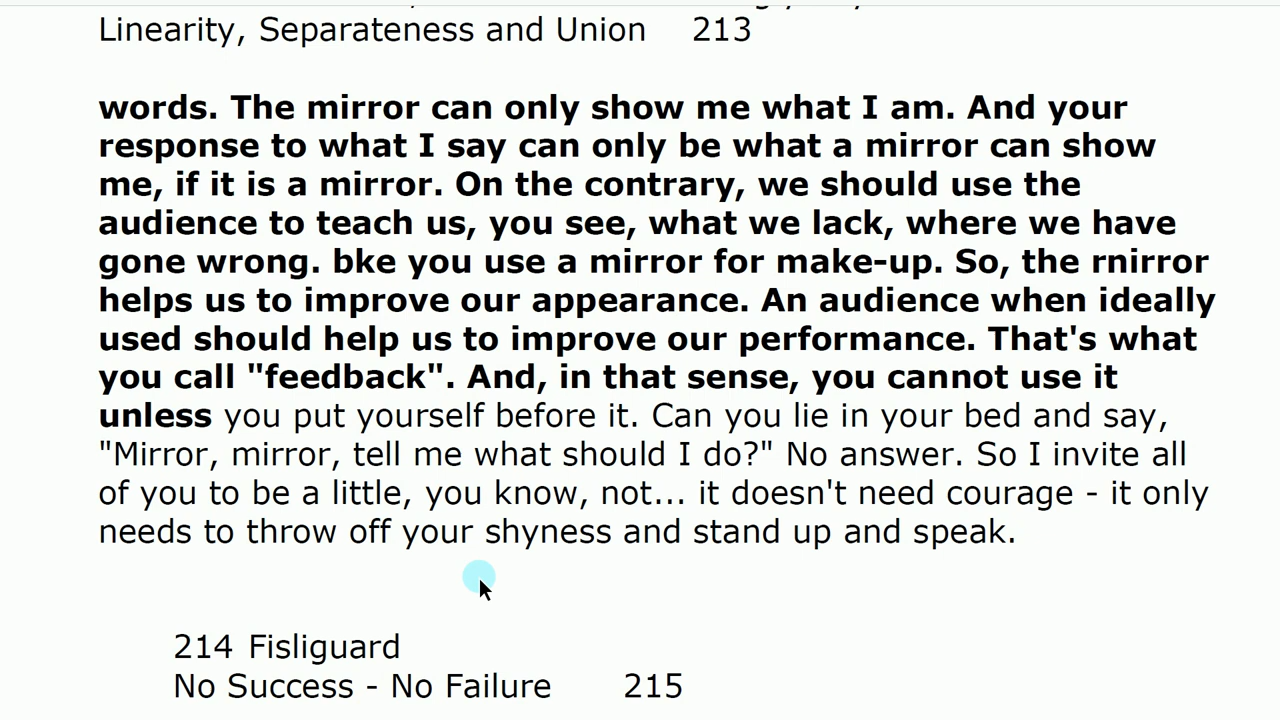 Linearity, Separateness and Union 213
words. The mirror can only show me what I am. And your
response to what I say can only be what a mirror can show
me, if it is a mirror. On the contrary, we should use the
audience to teach us, you see, what we lack, where we have
gone wrong. bke you use a mirror for make-up. So, the rnirror
helps us to improve our appearance. An audience when ideally
used should help us to improve our performance. That's what
you call "feedback". And, in that sense, you cannot use it
unless you put yourself before it. Can you lie in your bed and say,
"Mirror, mirror, tell me what should I do?" No answer. So I invite all
of you to be a little, you know, not... it doesn't need courage - it only
needs to throw off your shyness and stand up and speak.
214 Fisliguard
No Success - No Failure 215